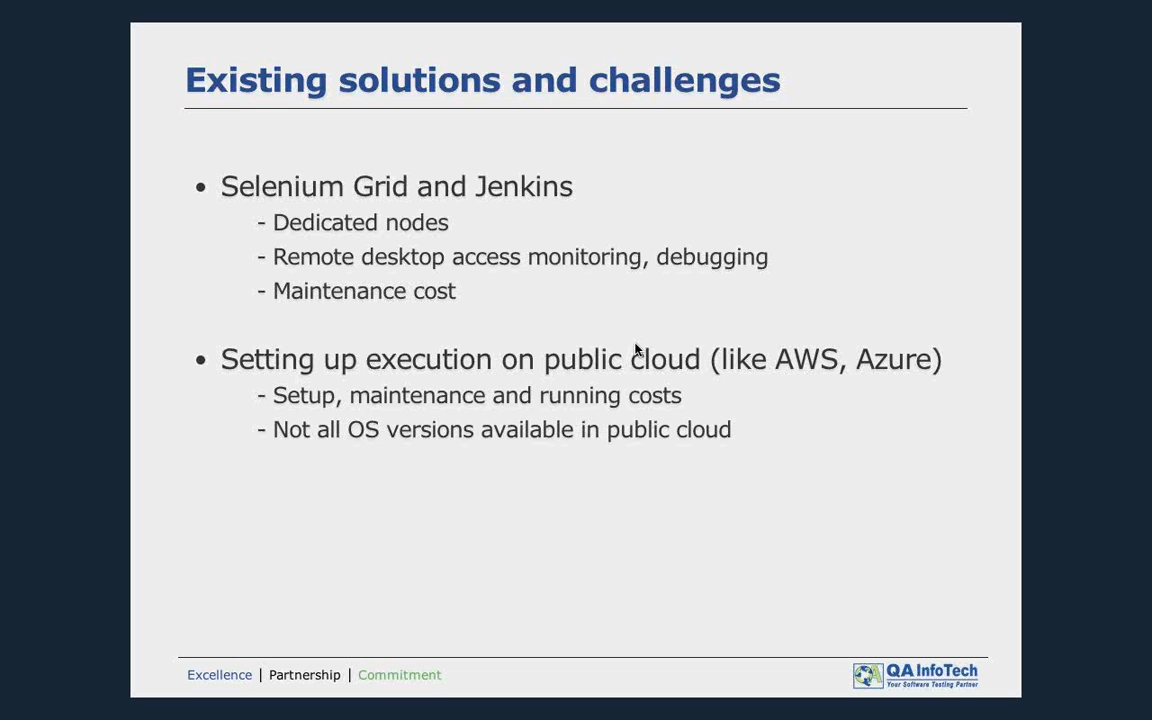 Existing solutions and challenges
• Selenium Grid and Jenkins
- Dedicated nodes
- Remote desktop access monitoring, debugging
- Maintenance cost
• Setting up execution on public cloud (like AWS, Azure)
- Setup, maintenance and running costs
- Not all OS versions available in public cloud
Excellence | Partnership | Commitment
QA InfoTech
Your Software Testing Partner